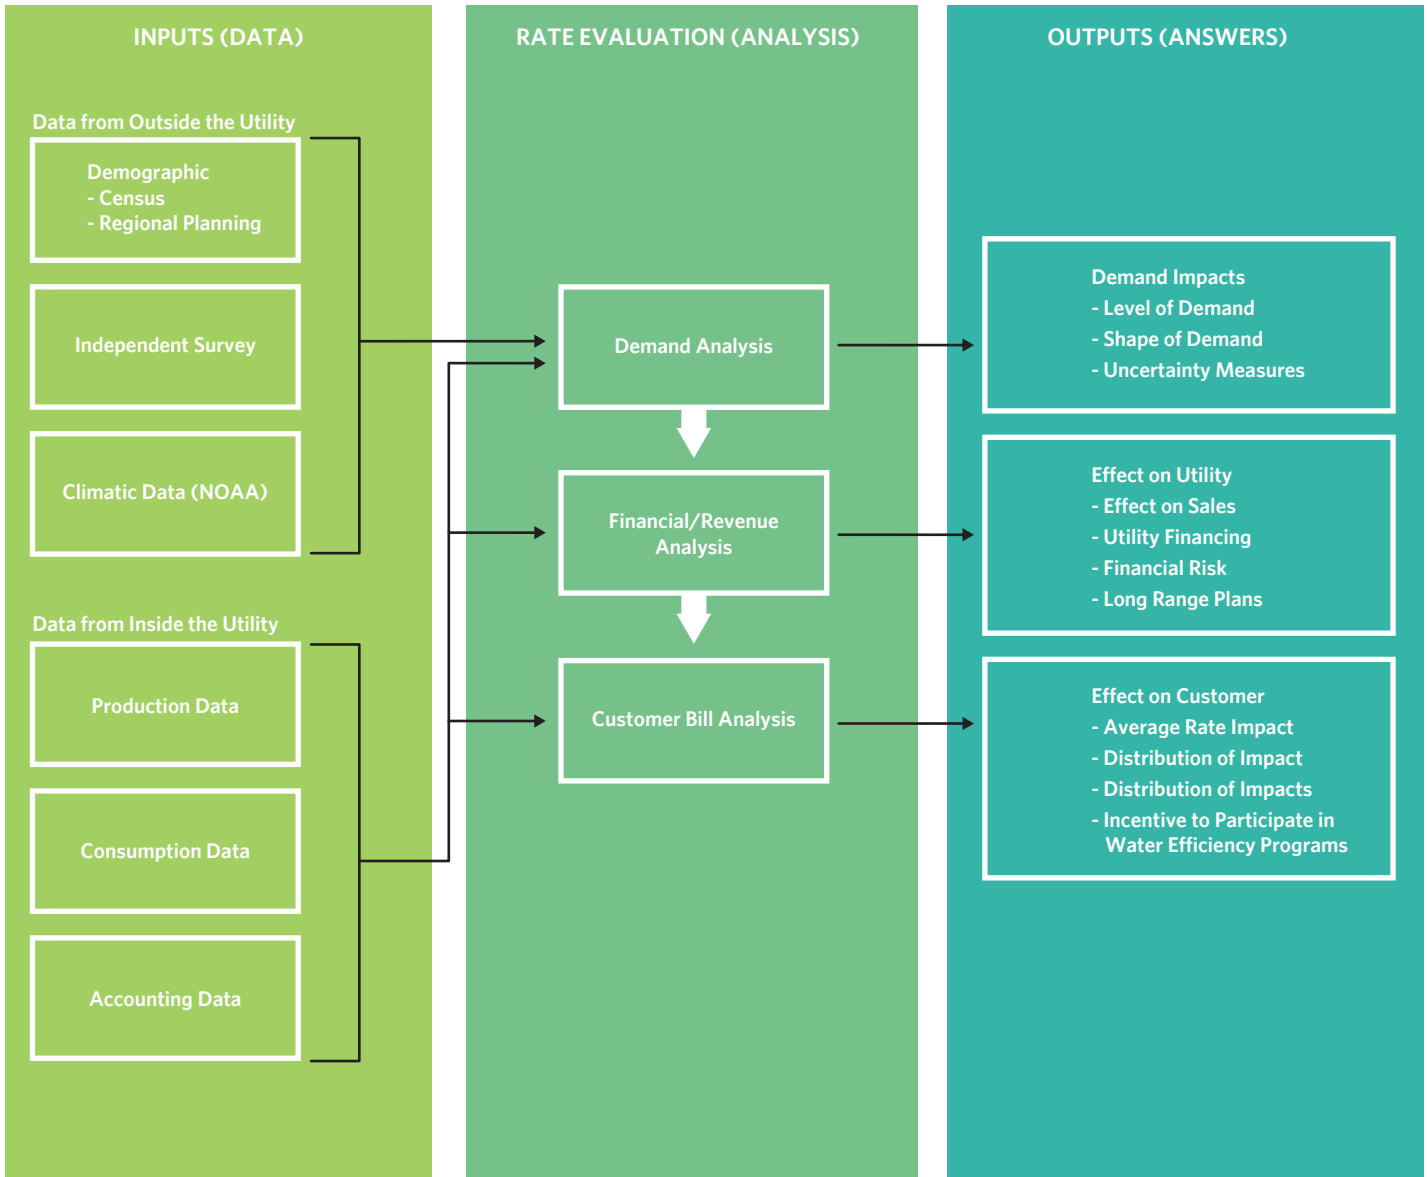 INPUTS (DATA)
Data from Outside the Utility
Demographic
- Census
- Regional Planning
Independent Survey
Climatic Data (NOAA)
Data from Inside the Utility
Production Data
Consumption Data
Accounting Data
RATE EVALUATION (ANALYSIS)
Demand Analysis
Financial/Revenue
Analysis
Customer Bill Analysis
OUTPUTS (ANSWERS)
Demand Impacts
- Level of Demand
- Shape of Demand
- Uncertainty Measures
Effect on Utility
- Effect on Sales
- Utility Financing
- Financial Risk
- Long Range Plans
Effect on Customer
- Average Rate Impact
- Distribution of Impact
- Distribution of Impacts
- Incentive to Participate in
Water Efficiency Programs